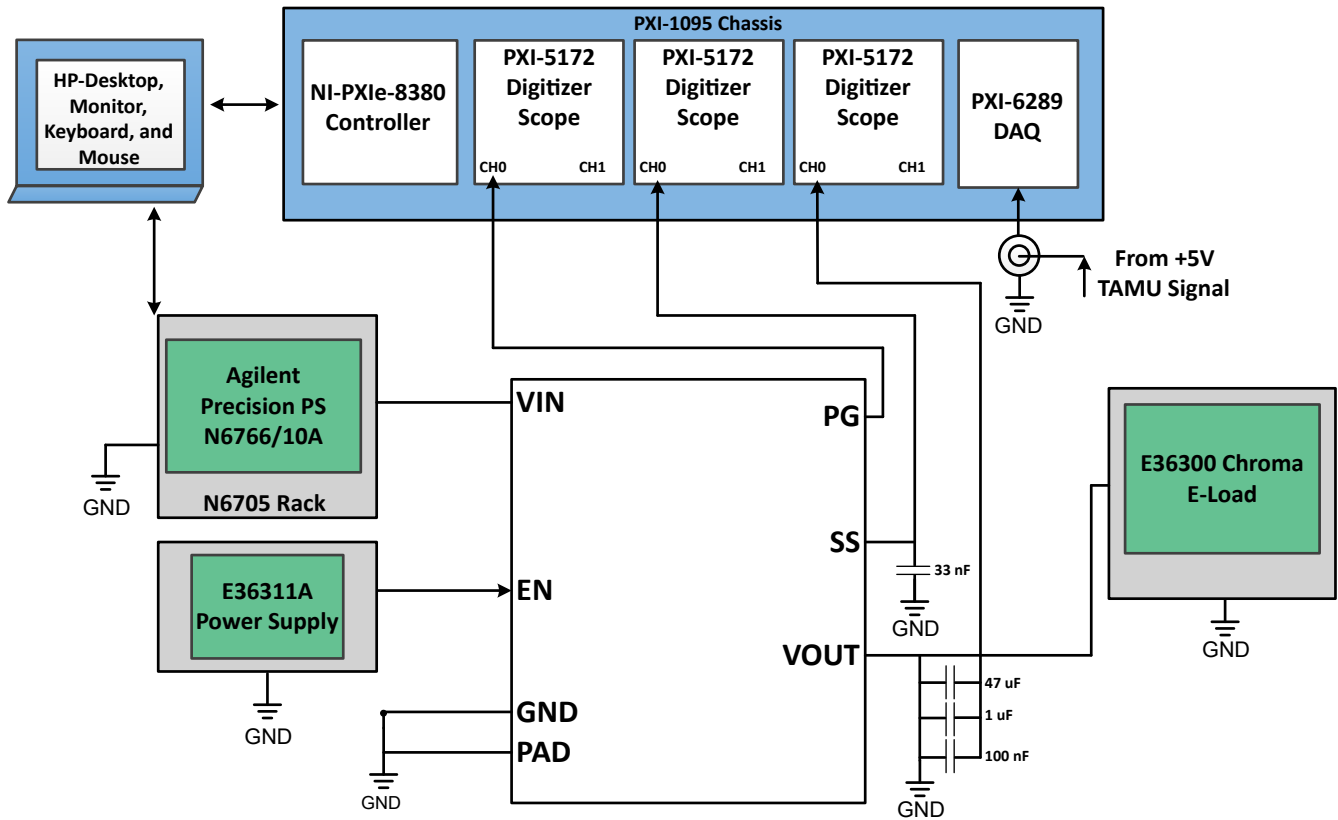 PXI-1095 Chassis
HP-Desktop,
Monitor,
Keyboard, and
Mouse
NI-PXIe-8380
Controller
PXI-5172
Digitizer
Scope
CH0
CH1
PXI-5172
Digitizer
Scope
CH0
CH1
PXI-5172
Digitizer
Scope
CH0
CH1
PXI-6289
DAQ
From +5V
TAMU Signal
GND
Agilent
Precision PS
N6766/10A
N6705 Rack
GND
VIN
PG
E36300 Chroma
E-Load
GND
SS
33 nF
GND
E36311A
Power Supply
GND
EN
VOUT
47 uF
1 uF
100 nF
GND
GND
PAD
GND